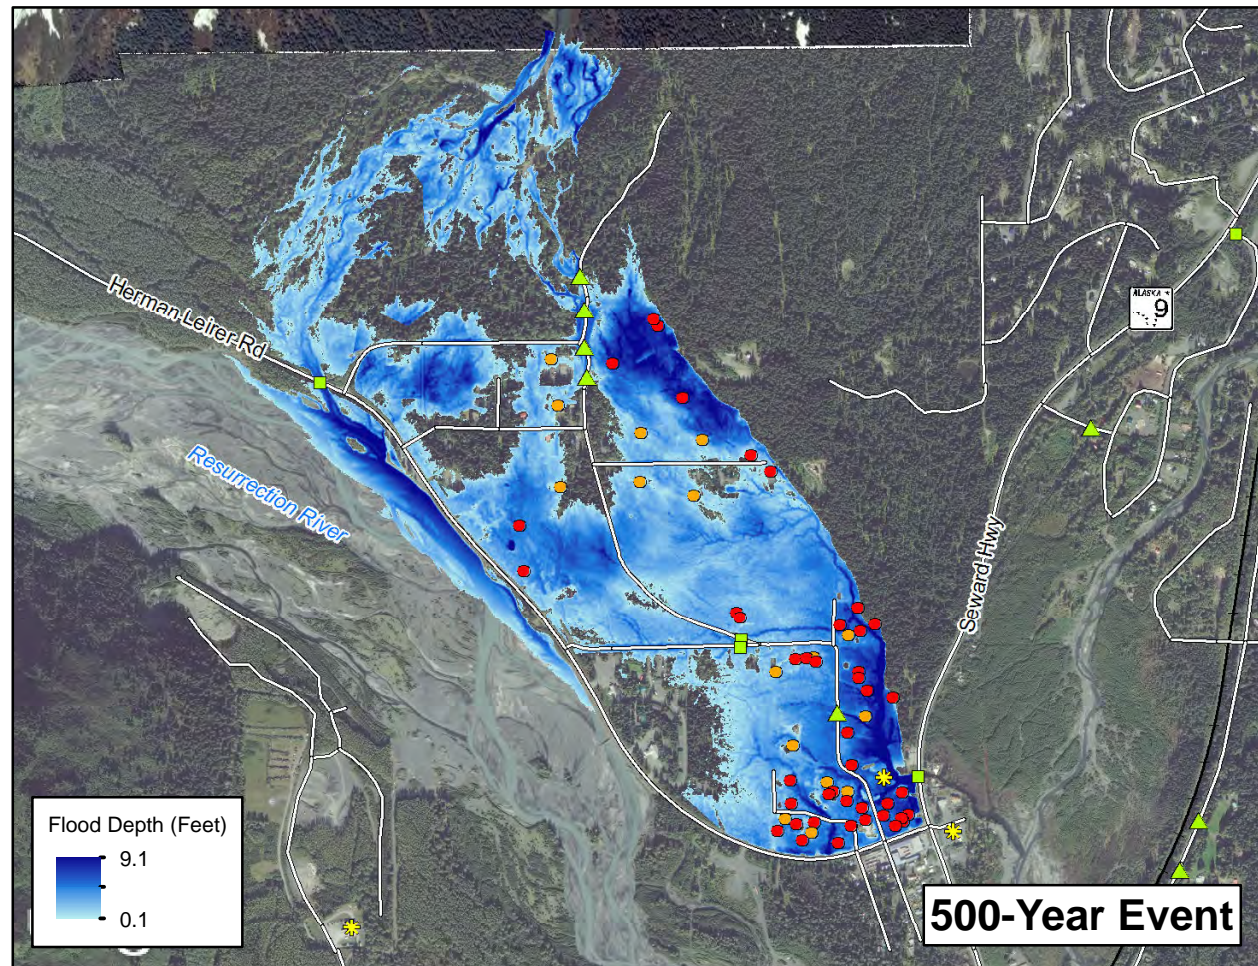 ALASKA
9
Herman Leirer Rd
Resurrection River
Seward Hwy
Flood Depth (Feet)
9.1
0.1
500-Year Event